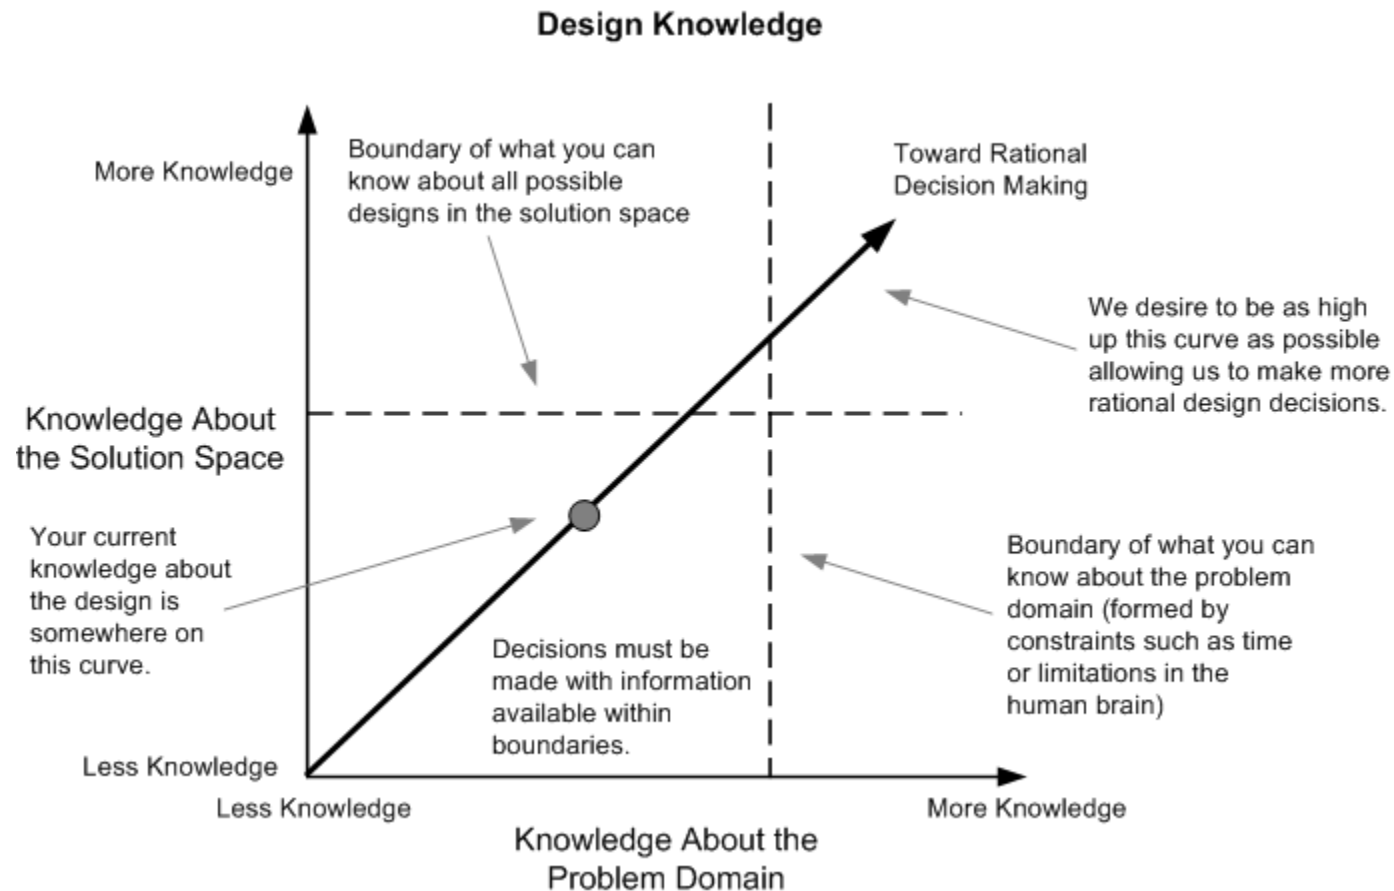 Design Knowledge
More Knowledge
Boundary of what you can
know about all possible
designs in the solution space
Toward Rational
Decision Making
We desire to be as high
up this curve as possible
allowing us to make more
rational design decisions.
Knowledge About
the Solution Space
Your current
knowledge about
the design is
somewhere on
this curve.
Boundary of what you can
know about the problem
domain (formed by
constraints such as time
or limitations in the
human brain)
Decisions must be
made with information
available within
boundaries.
Less Knowledge
Less Knowledge
More Knowledge
Knowledge About the
Problem Domain